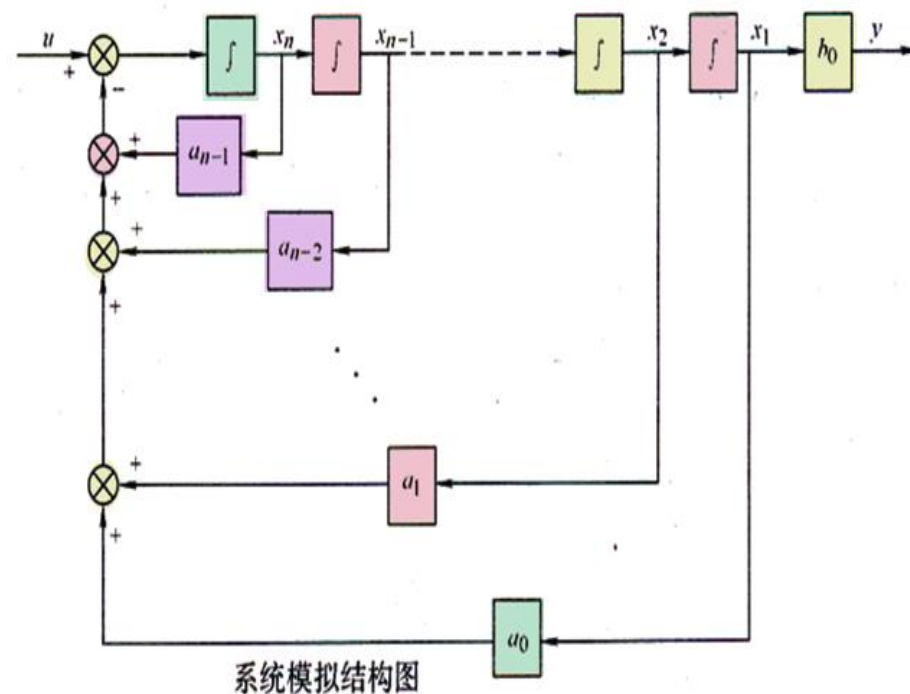 u + ∫ xₙ ∫ xₙ₋₁ ∫ x₂ ∫ x₁ b₀ y
−
+ aₙ₋₁
+
+ aₙ₋₂
+
+ a₁
+
a₀
系统模拟结构图